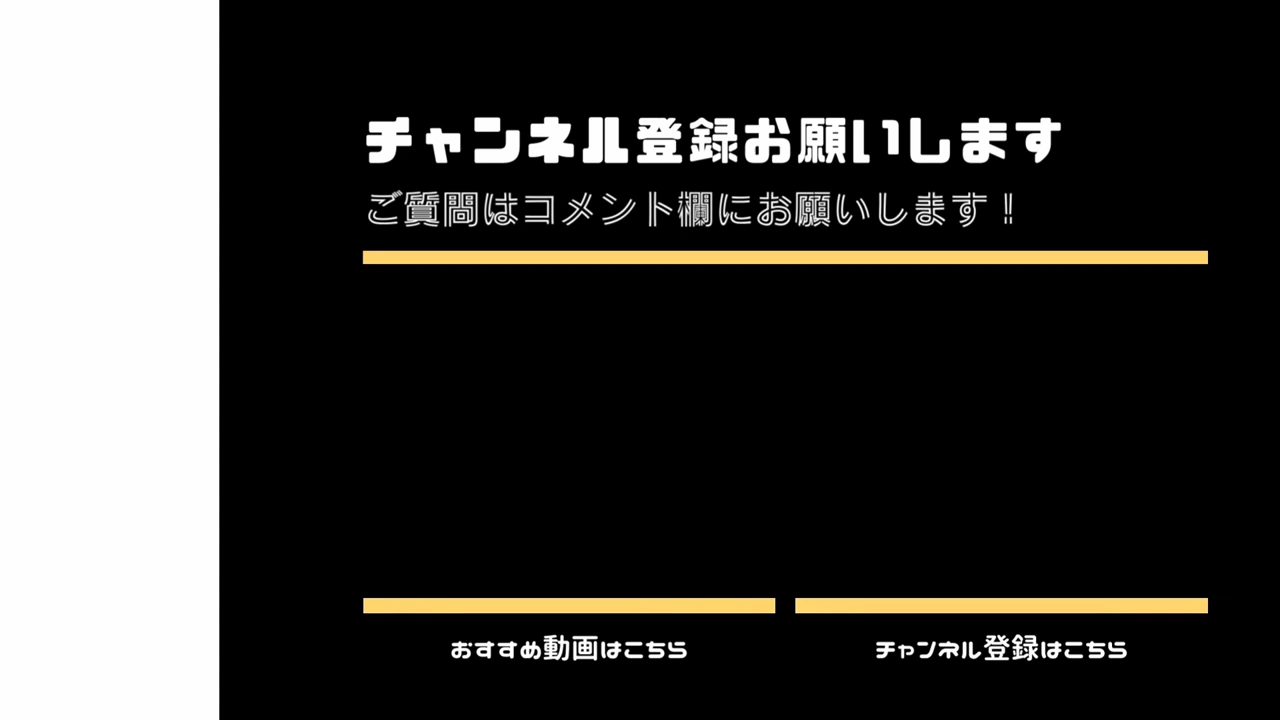 チャンネル登録お願いします
ご質問はコメント欄にお願いします！
おすすめ動画はこちら
チャンネル登録はこちら